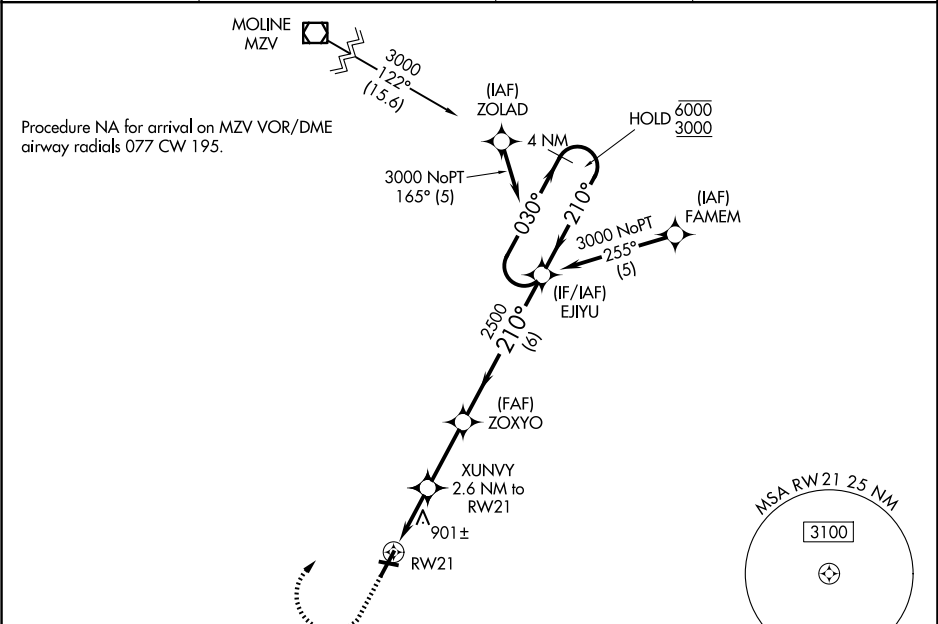 MOLINE
MZV
3000
122°
(15.6)
Procedure NA for arrival on MZV VOR/DME
airway radials 077 CW 195.
(IAF)
ZOLAD
4 NM
HOLD 6000
3000
3000 NoPT
165° (5)
030°
210°
(IAF)
FAMEM
3000 NoPT
255°
(5)
(IF/IAF)
EJIYU
2500
210°
(6)
(FAF)
ZOXYO
XUNVY
2.6 NM to
RW21
901±
RW21
MSA RW21 25 NM
3100